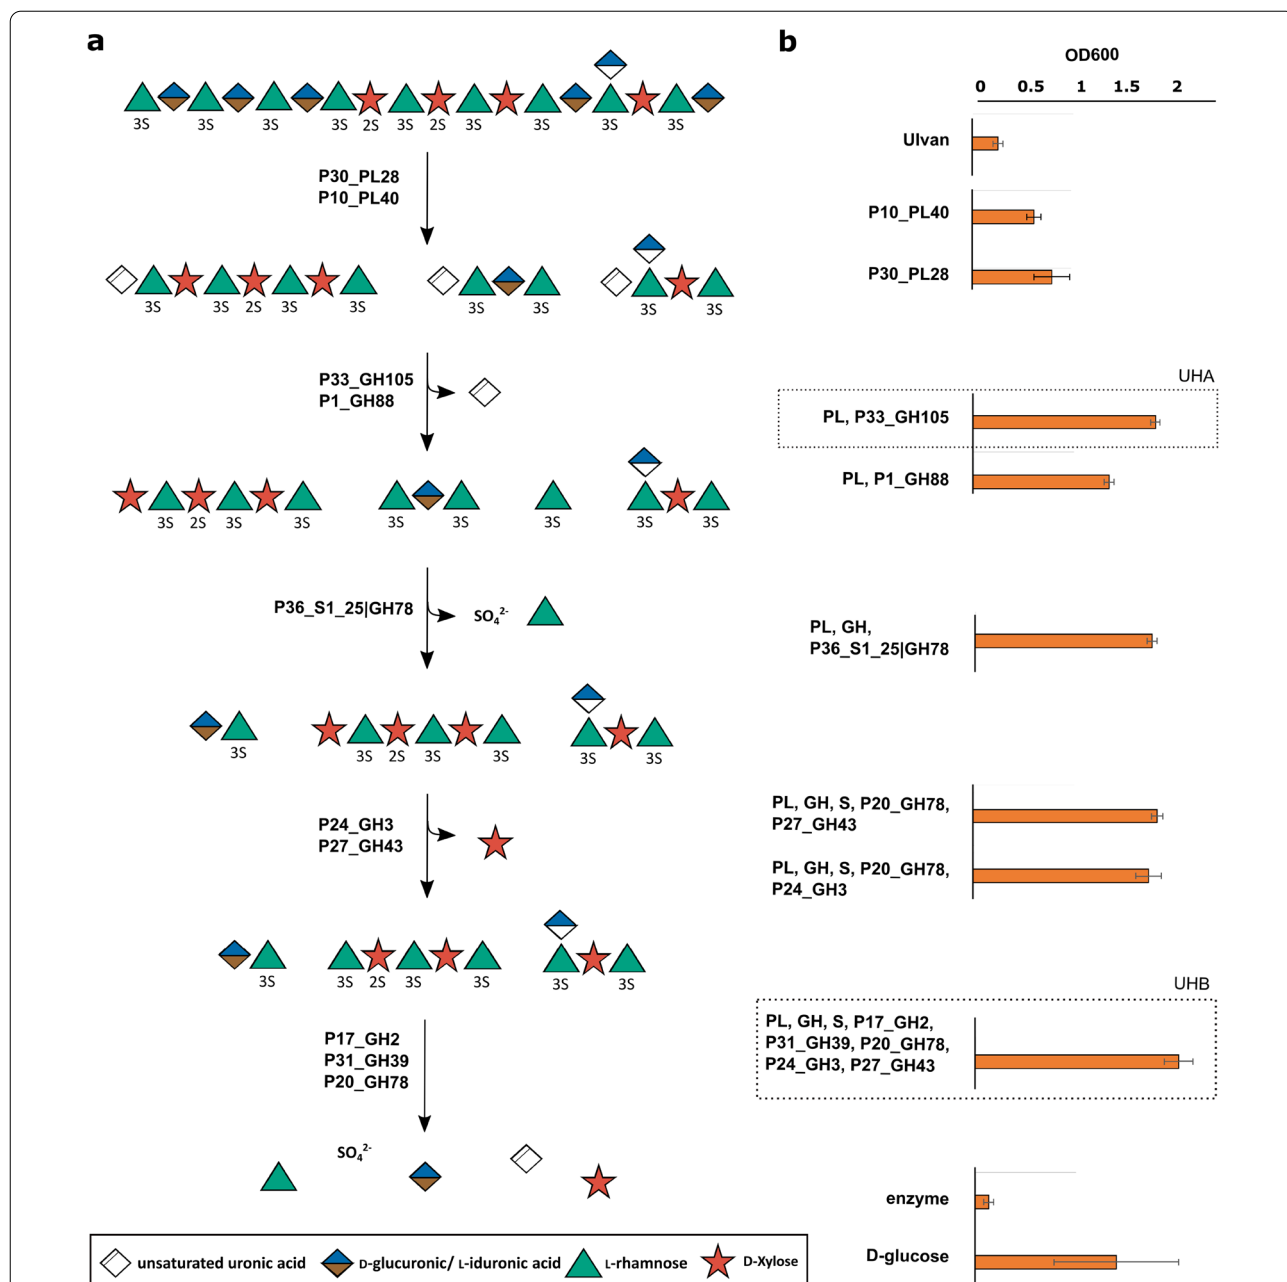 a
3S 3S 3S 3S 2S 3S 2S 3S 3S 3S 3S
P30_PL28
P10_PL40
3S 3S 2S 3S 3S 3S 3S 3S 3S
P33_GH105
P1_GH88
3S 2S 3S 3S 3S 3S 3S 3S 3S
P36_S1_25|GH78
SO₄²⁻
3S 3S 2S 3S 3S 3S 3S
P24_GH3
P27_GH43
3S 3S 2S 3S 3S 3S 3S
P17_GH2
P31_GH39
P20_GH78
SO₄²⁻
unsaturated uronic acid
D-glucuronic/ L-iduronic acid
L-rhamnose
D-Xylose
b
OD600
0 0.5 1 1.5 2
Ulvan
P10_PL40
P30_PL28
UHA
PL, P33_GH105
PL, P1_GH88
PL, GH,
P36_S1_25|GH78
PL, GH, S, P20_GH78,
P27_GH43
PL, GH, S, P20_GH78,
P24_GH3
UHB
PL, GH, S, P17_GH2,
P31_GH39, P20_GH78,
P24_GH3, P27_GH43
enzyme
D-glucose